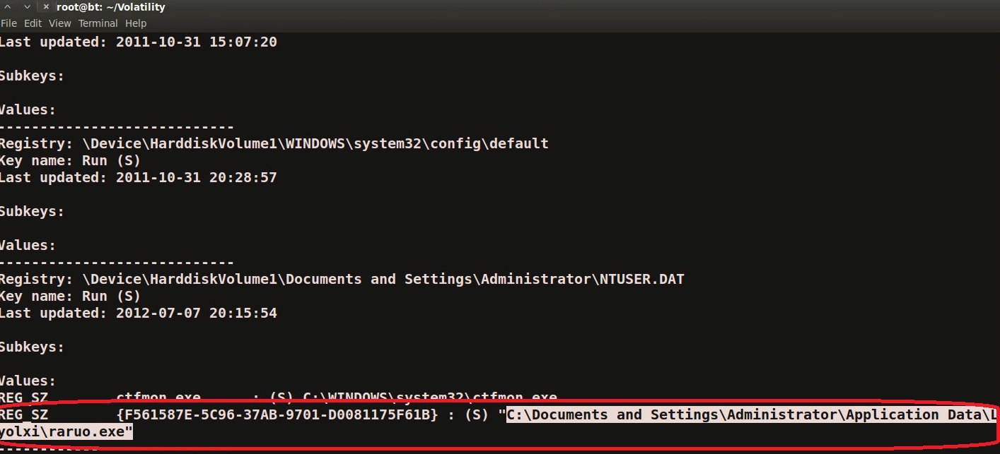 root@bt: ~/Volatility
File Edit View Terminal Help
Last updated: 2011-10-31 15:07:20
Subkeys:
Values:
----------------------------
Registry: \Device\HarddiskVolume1\WINDOWS\system32\config\default
Key name: Run (S)
Last updated: 2011-10-31 20:28:57
Subkeys:
Values:
----------------------------
Registry: \Device\HarddiskVolume1\Documents and Settings\Administrator\NTUSER.DAT
Key name: Run (S)
Last updated: 2012-07-07 20:15:54
Subkeys:
Values:
REG_SZ        ctfmon.exe      : (S) C:\WINDOWS\system32\ctfmon.exe
REG_SZ        {F561587E-5C96-37AB-9701-D0081175F61B} : (S) "C:\Documents and Settings\Administrator\Application Data\L
yolxi\raruo.exe"
------------